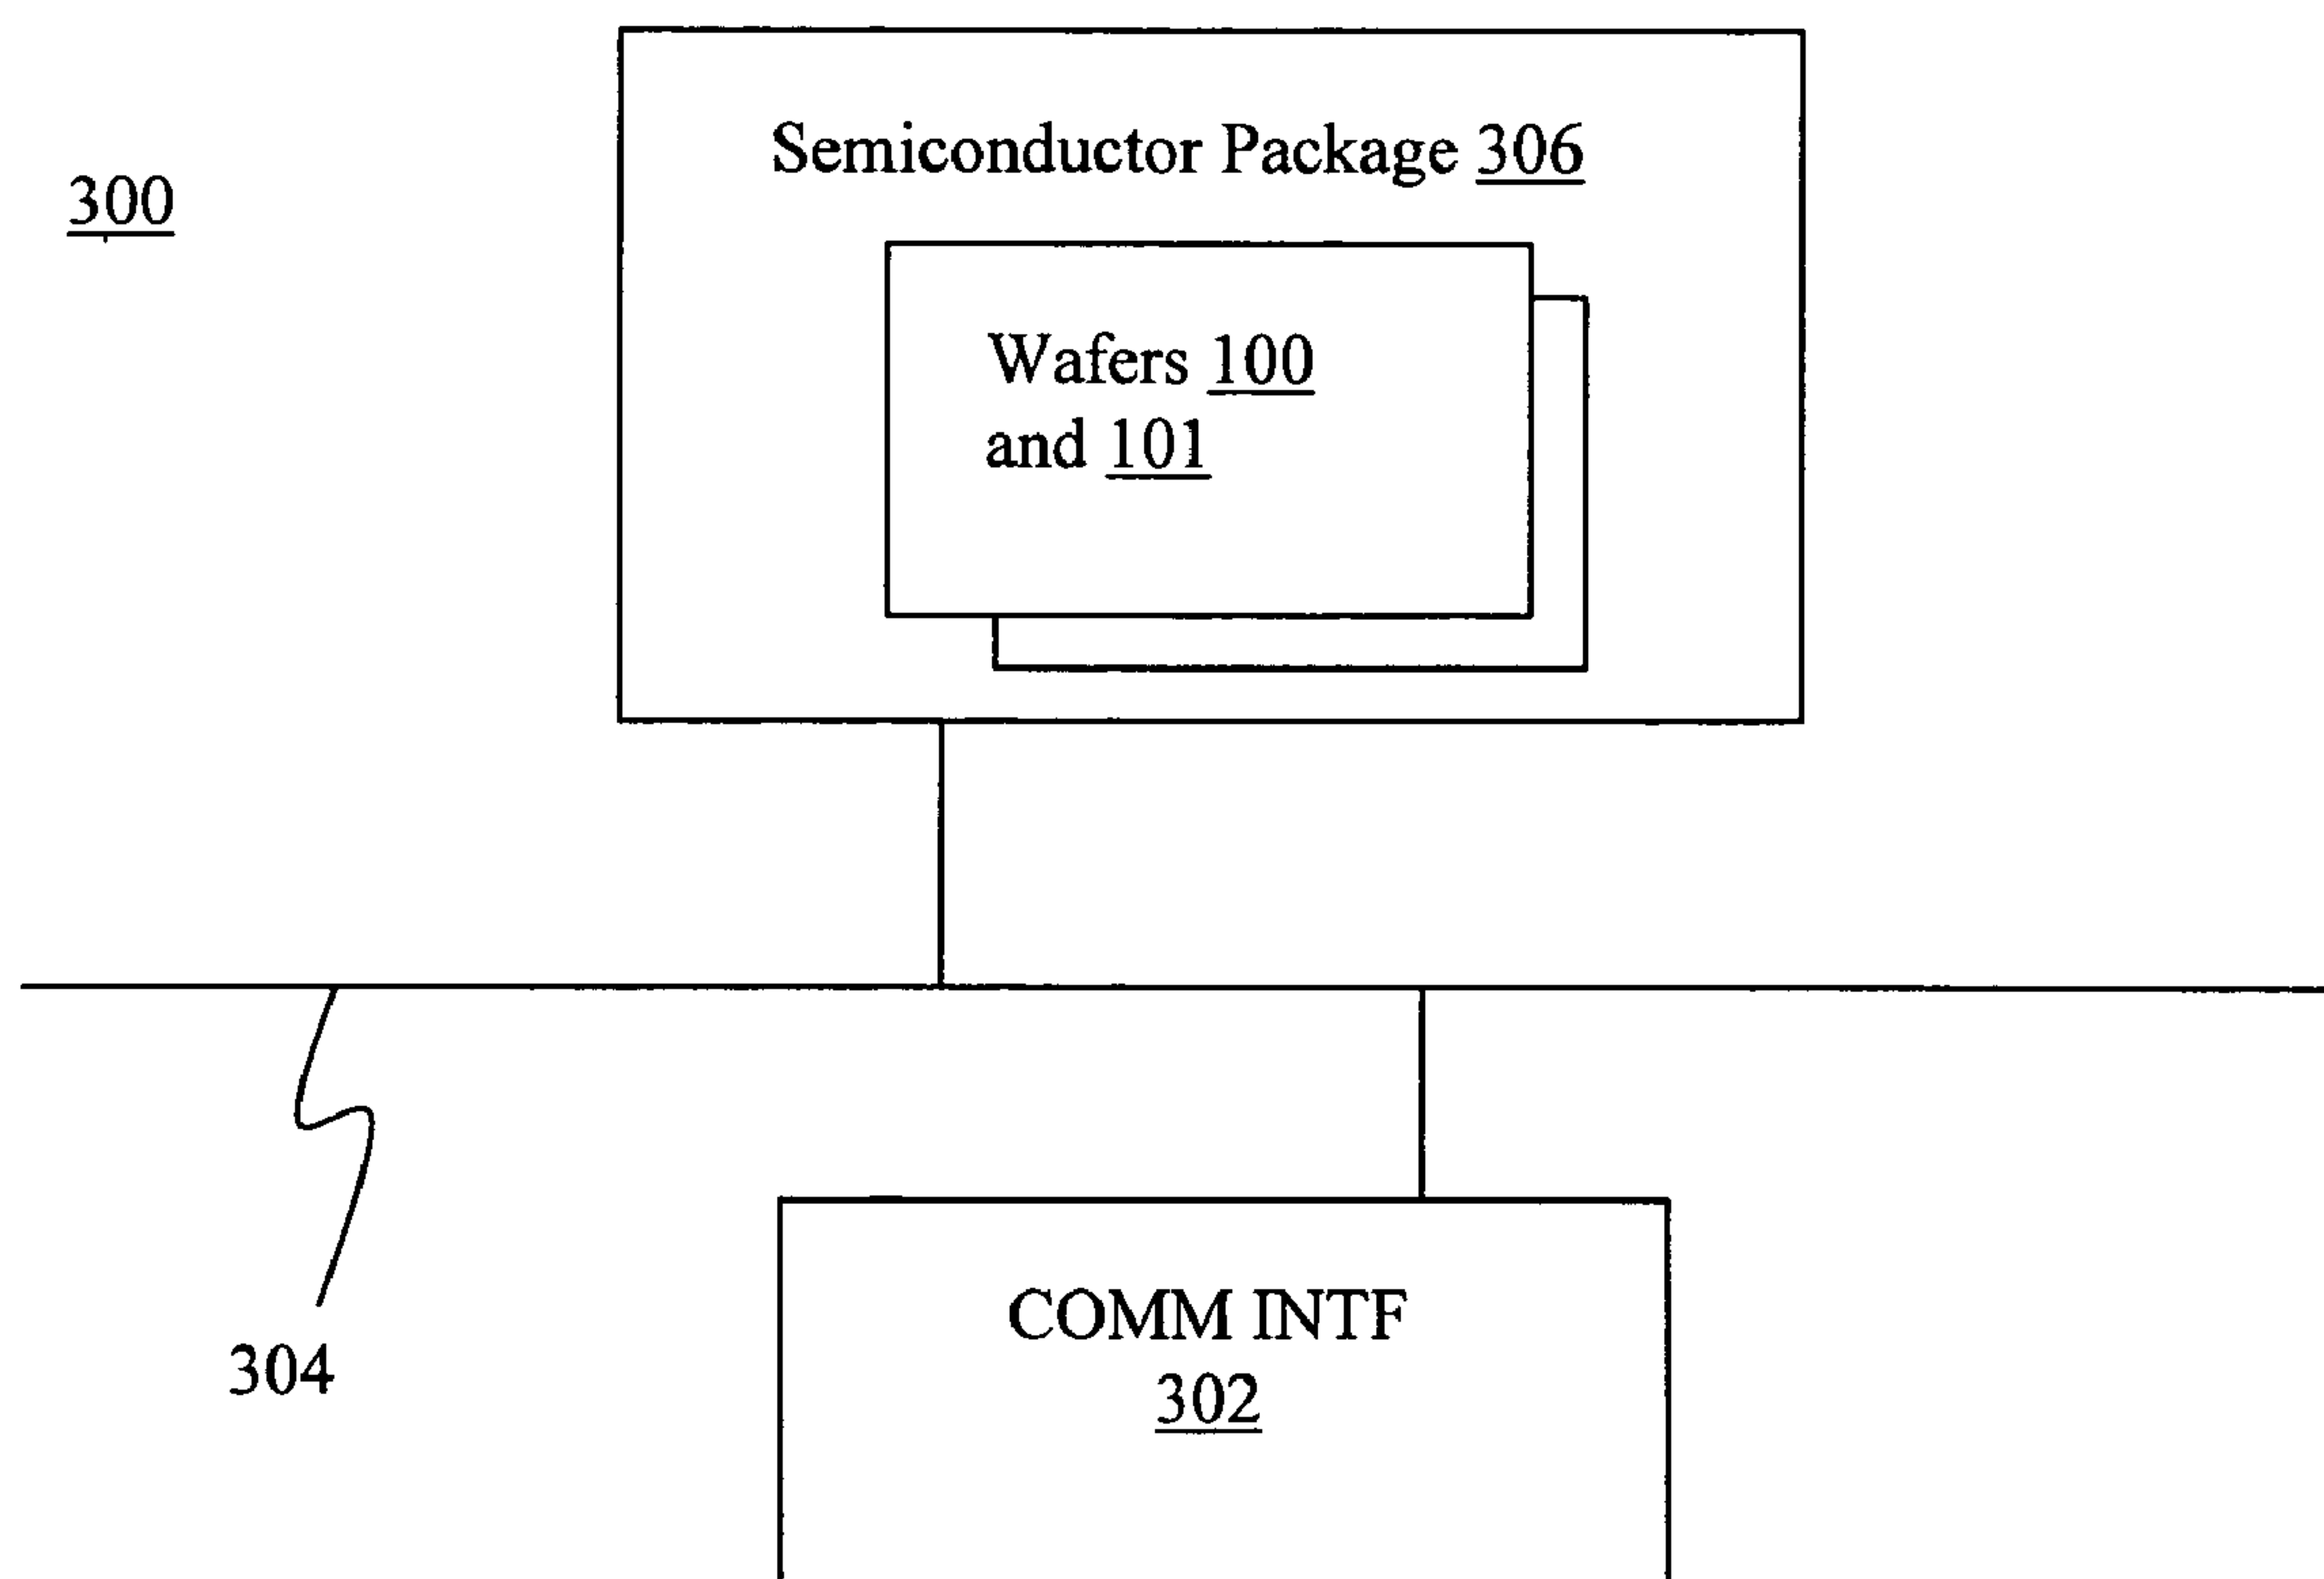 Semiconductor Package 306
300
Wafers 100
and 101
COMM INTF
304
302